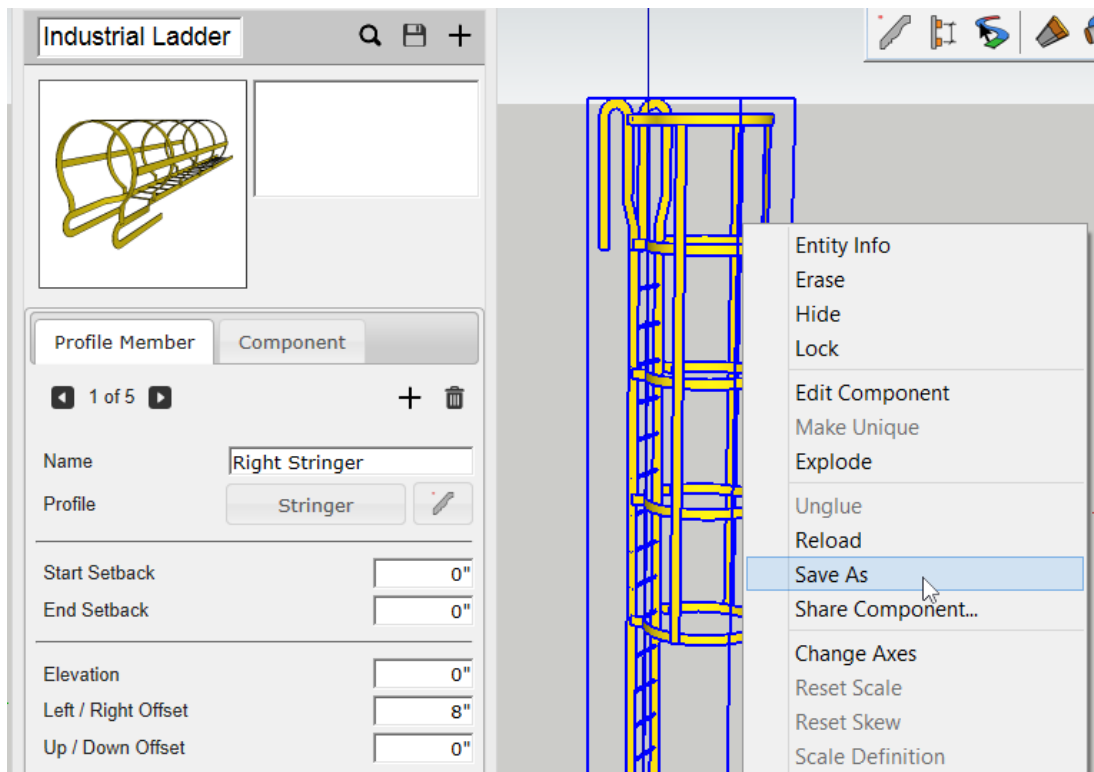 Industrial Ladder
Profile Member
Component
1 of 5
Name
Right Stringer
Profile
Stringer
Start Setback
0"
End Setback
0"
Elevation
0"
Left / Right Offset
8"
Up / Down Offset
0"
Entity Info
Erase
Hide
Lock
Edit Component
Make Unique
Explode
Unglue
Reload
Save As
Share Component...
Change Axes
Reset Scale
Reset Skew
Scale Definition